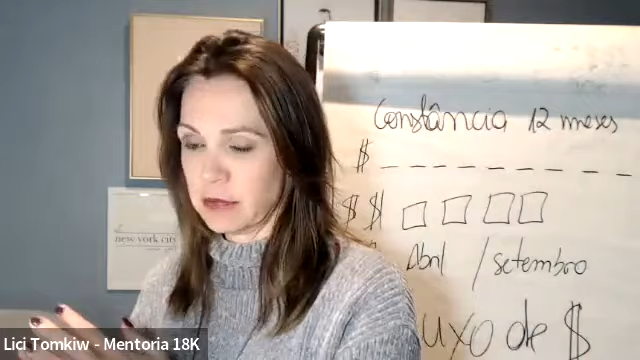 Constância 12 meses
$ _ _ _ _ _ _ _ _ _ _ _ _
$ $
Abril / setembro
uxo de $
new york city
Lici Tomkiw - Mentoria 18K